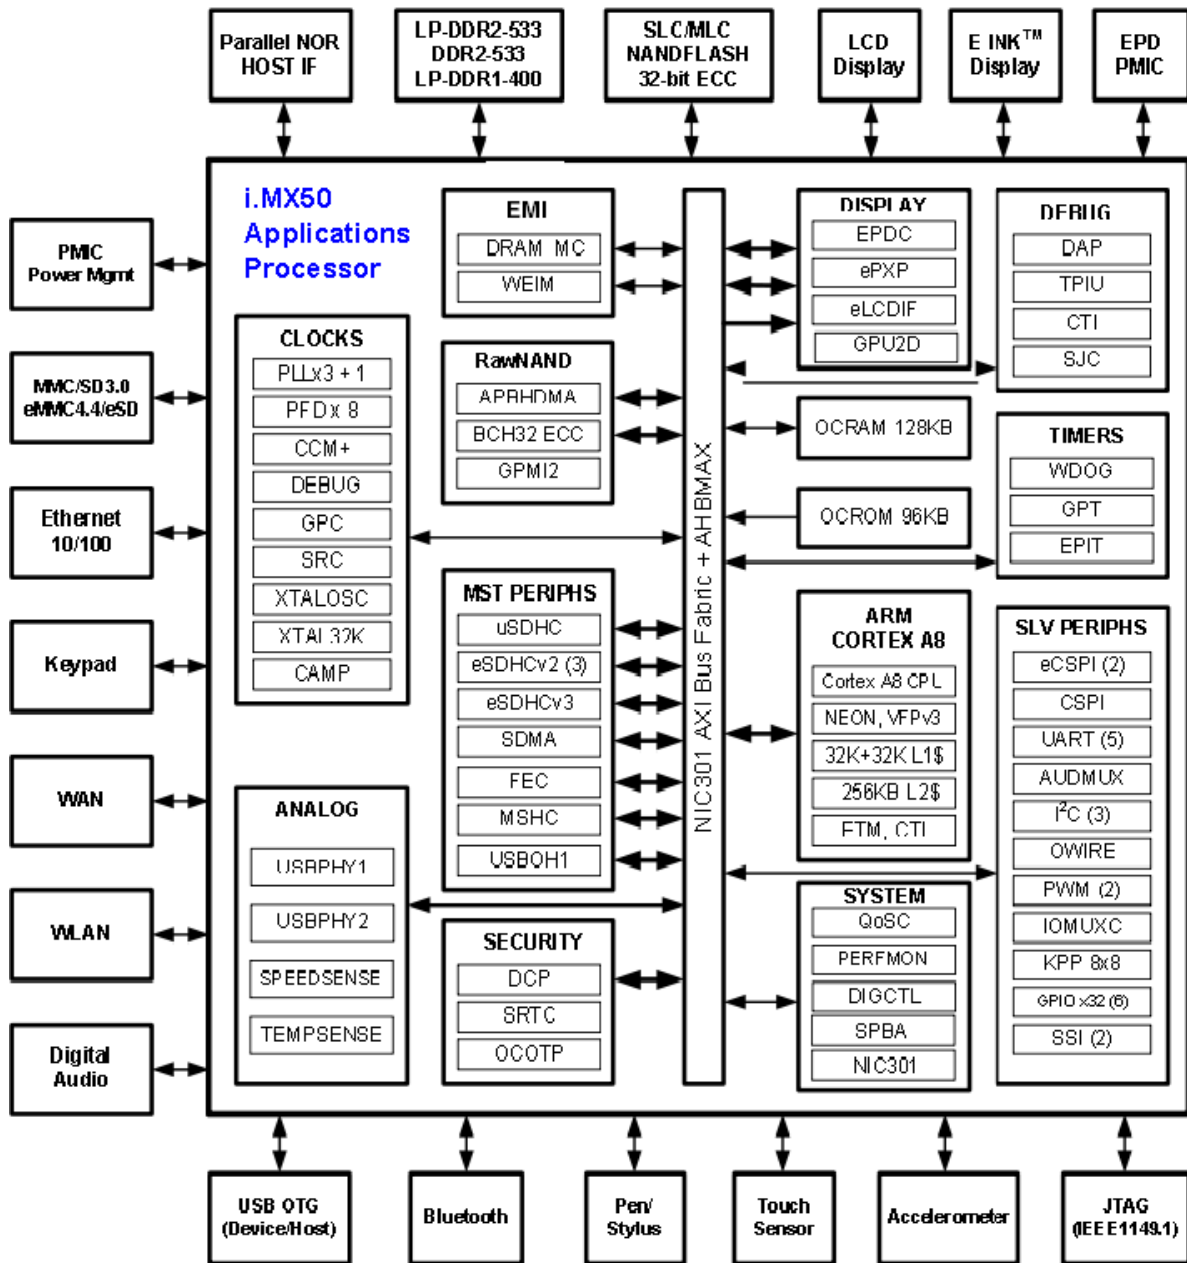 Parallel NOR
HOST IF
LP-DDR2-533
DDR2-533
LP-DDR1-400
SLC/MLC
NANDFLASH
32-bit ECC
LCD
Display
E INK™
Display
EPD
PMIC
i.MX50
Applications
Processor
PMIC
Power Mgmt
MMC/SD3.0
eMMC4.4/eSD
Ethernet
10/100
Keypad
WAN
WLAN
Digital
Audio
CLOCKS
PLLx3 + 1
PFD x 8
CCM+
DEBUG
GPC
SRC
XTALOSC
XTAL32K
CAMP
ANALOG
USBPHY1
USBPHY2
SPEEDSENSE
TEMPSENSE
EMI
DRAM MC
WEIM
RawNAND
APBHDMA
BCH32 ECC
GPMI2
MST PERIPHS
uSDHC
eSDHCv2 (3)
eSDHCv3
SDMA
FEC
MSHC
USBOH1
SECURITY
DCP
SRTC
OCOTP
NIC301 AXI Bus Fabric + AHBMAX
DISPLAY
EPDC
ePXP
eLCDIF
GPU2D
OCRAM 128KB
OCROM 96KB
ARM
CORTEX A8
Cortex A8 CPU
NEON, VFPv3
32K+32K L1$
256KB L2$
ETM, CTI
SYSTEM
QoSC
PERFMON
DIGCTL
SPBA
NIC301
DEBUG
DAP
TPIU
CTI
SJC
TIMERS
WDOG
GPT
EPIT
SLV PERIPHS
eCSPI (2)
CSPI
UART (5)
AUDMUX
I²C (3)
OWIRE
PWM (2)
IOMUXC
KPP 8x8
GPIO x32 (6)
SSI (2)
USB OTG
(Device/Host)
Bluetooth
Pen/
Stylus
Touch
Sensor
Accelerometer
JTAG
(IEEE1149.1)